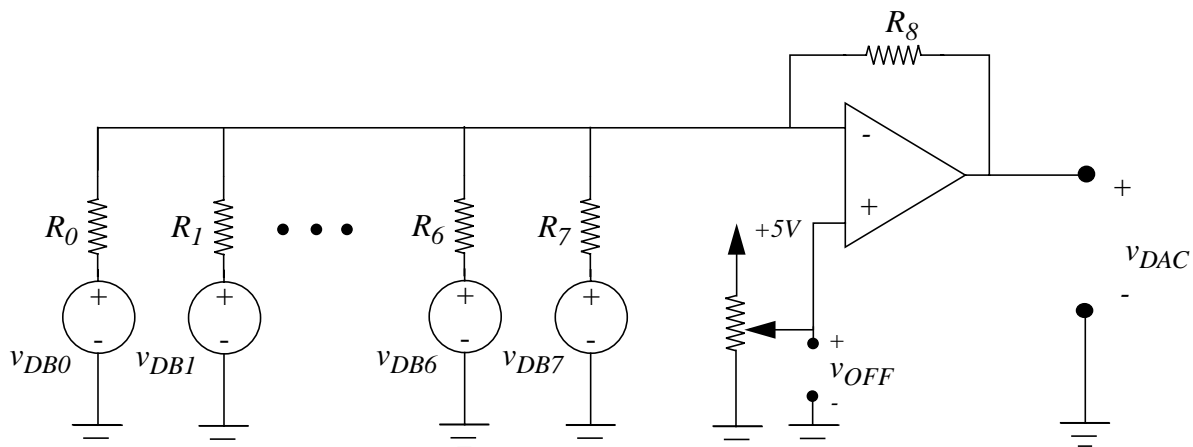 R8
-
+
R0
R1
R6
R7
+5V
+
vDAC
-
+
-
vDB0
+
-
vDB1
+
-
vDB6
+
-
vDB7
+
vOFF
-